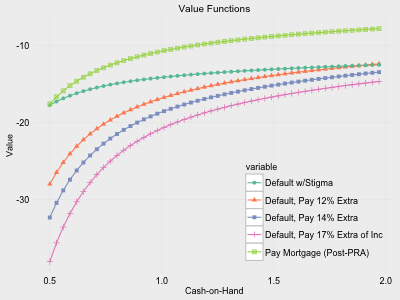 Value Functions
-10
-20
-30
Value
variable
Default w/Stigma
Default, Pay 12% Extra
Default, Pay 14% Extra
Default, Pay 17% Extra of Inc
Pay Mortgage (Post-PRA)
0.5
1.0
1.5
2.0
Cash-on-Hand